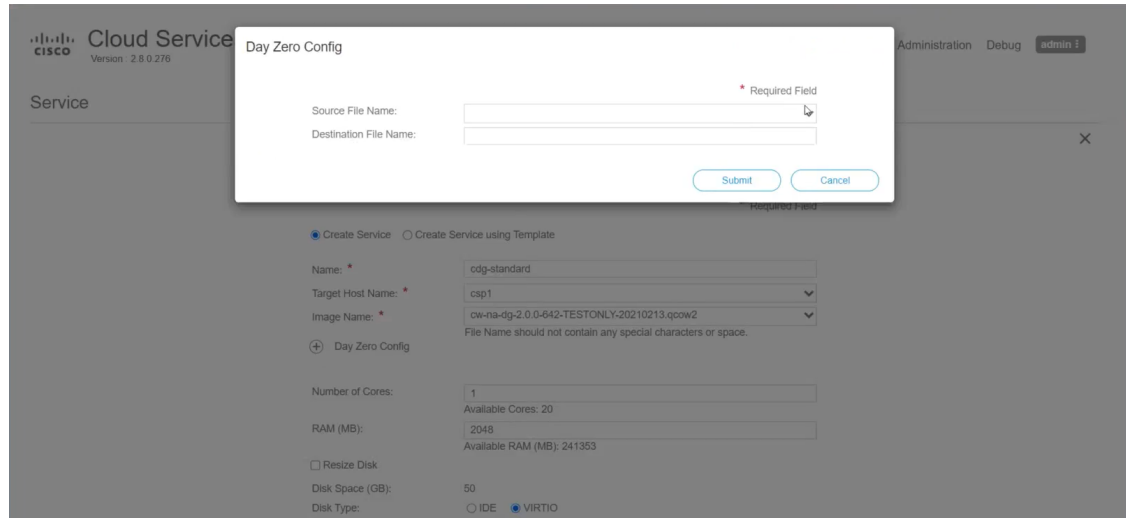 cisco
Cloud Service
Version 2.8.0.276
Administration Debug admin
Service
Day Zero Config
* Required Field
Source File Name:
Destination File Name:
Submit Cancel
* Required Field
Create Service Create Service using Template
Name: * cdg-standard
Target Host Name: * csp1
Image Name: * cw-na-dg-2.0.0-642-TESTONLY-20210213.qcow2
File Name should not contain any special characters or space.
Day Zero Config
Number of Cores: 1
Available Cores: 20
RAM (MB): 2048
Available RAM (MB): 241353
Resize Disk
Disk Space (GB): 50
Disk Type: IDE VIRTIO